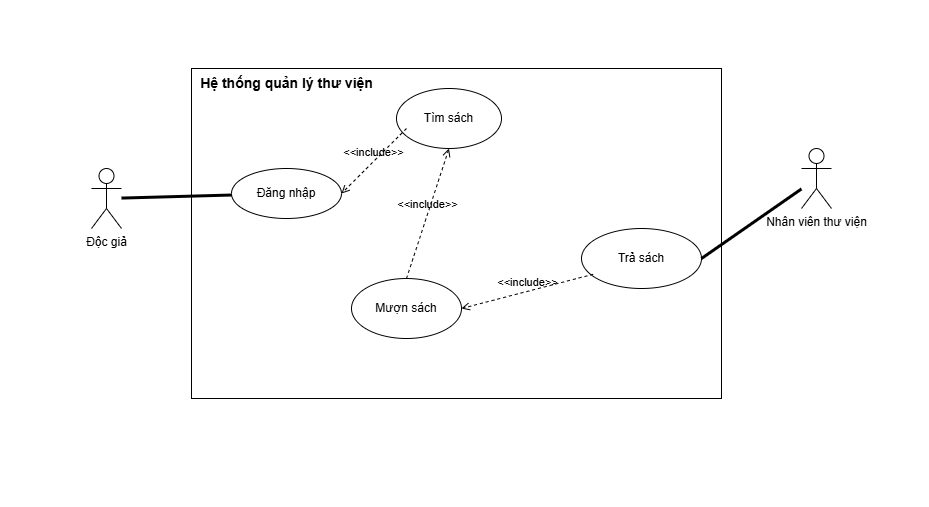 Hệ thống quản lý thư viện
Tìm sách
<<include>>
Đăng nhập
<<include>>
Độc giả
Nhân viên thư viện
Trả sách
<<include>>
Mượn sách